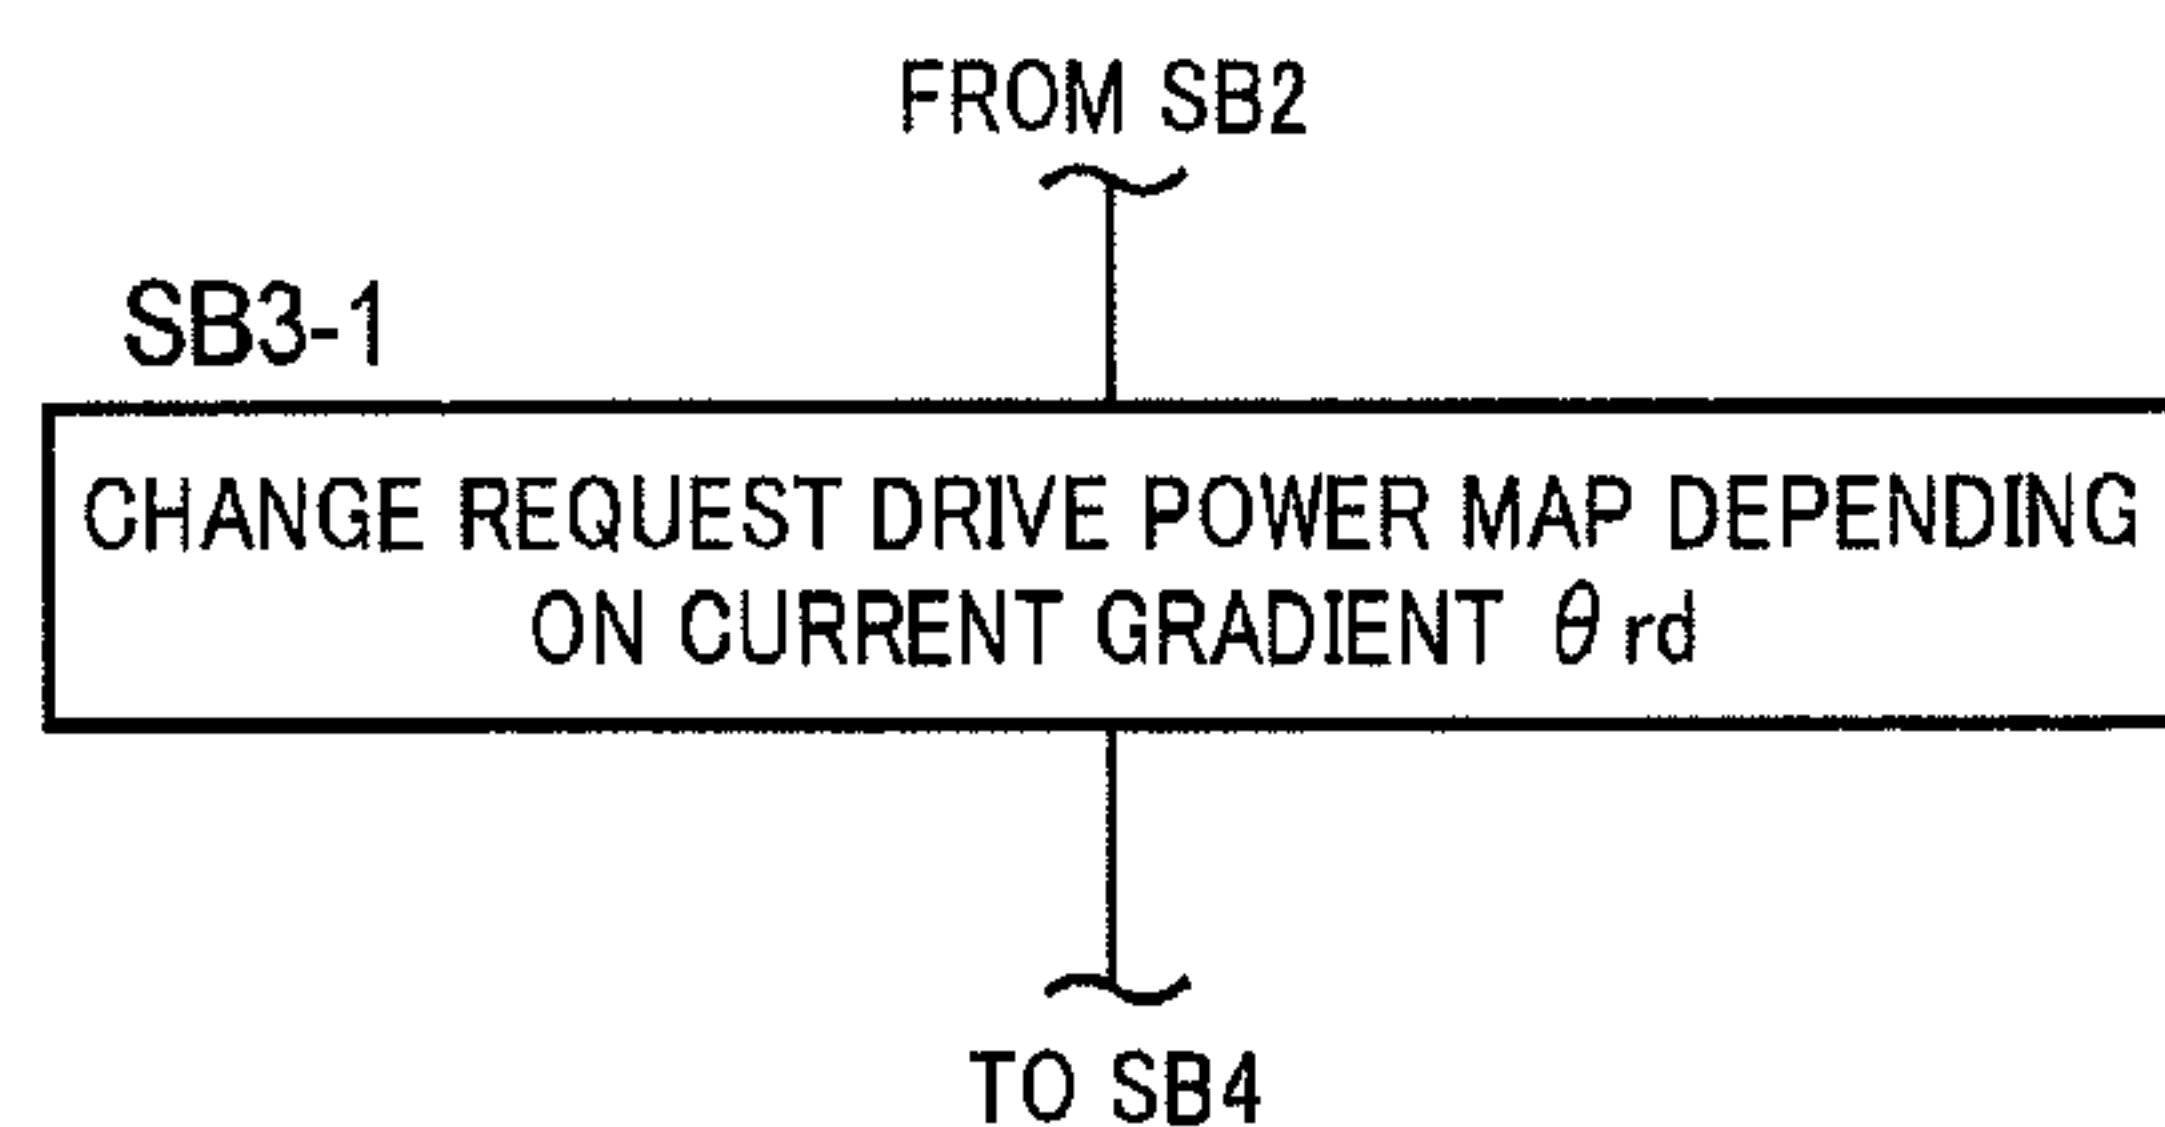 FROM SB2
SB3-1
CHANGE REQUEST DRIVE POWER MAP DEPENDING
ON CURRENT GRADIENT θrd
TO SB4